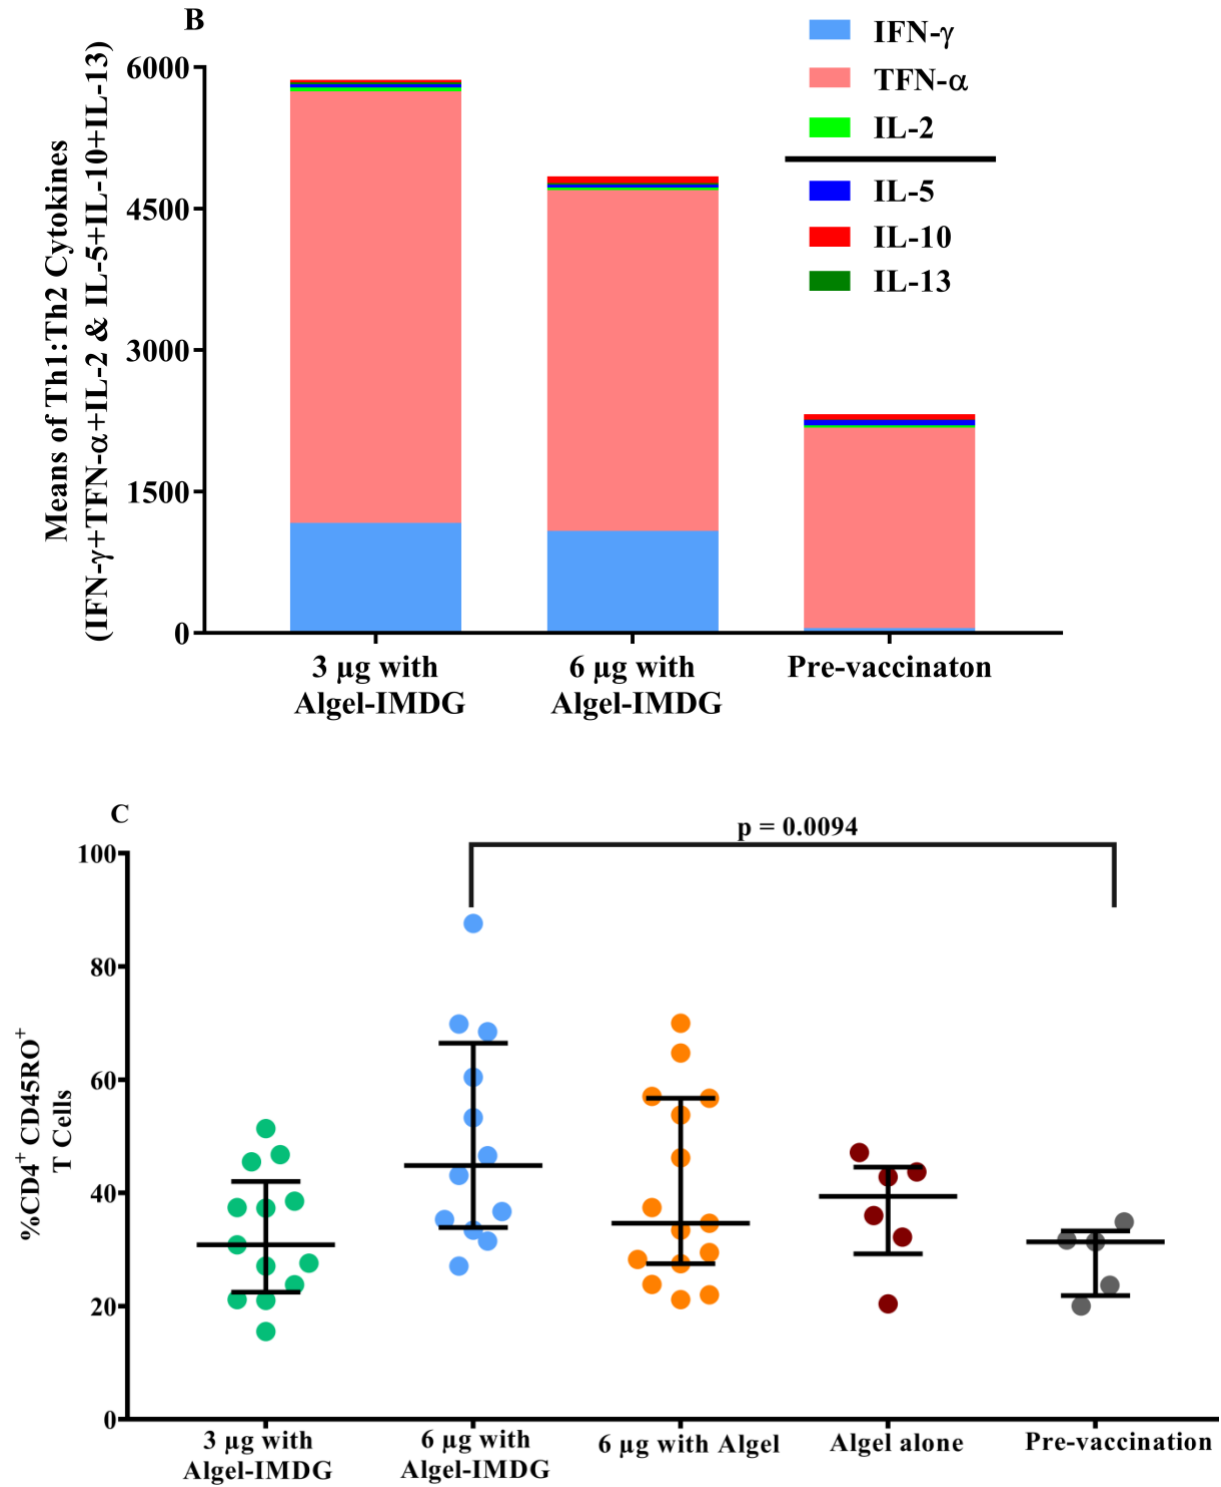 B
IFN-γ
TFN-α
IL-2
IL-5
IL-10
IL-13
Means of Th1:Th2 Cytokines
(IFN-γ+TFN-α+IL-2 & IL-5+IL-10+IL-13)
6000
4500
3000
1500
0
3 µg with
Algel-IMDG
6 µg with
Algel-IMDG
Pre-vaccinaton
C
p = 0.0094
%CD4⁺ CD45RO⁺
T Cells
100
80
60
40
20
0
3 µg with
Algel-IMDG
6 µg with
Algel-IMDG
6 µg with Algel
Algel alone
Pre-vaccination